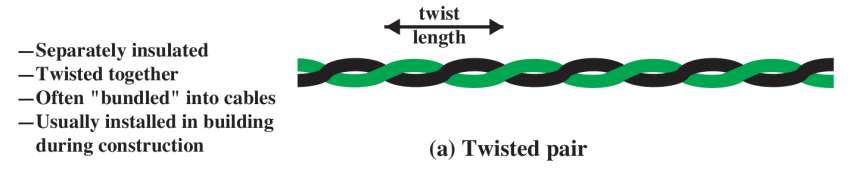 twist
length
—Separately insulated
—Twisted together
—Often "bundled" into cables
—Usually installed in building
during construction
(a) Twisted pair